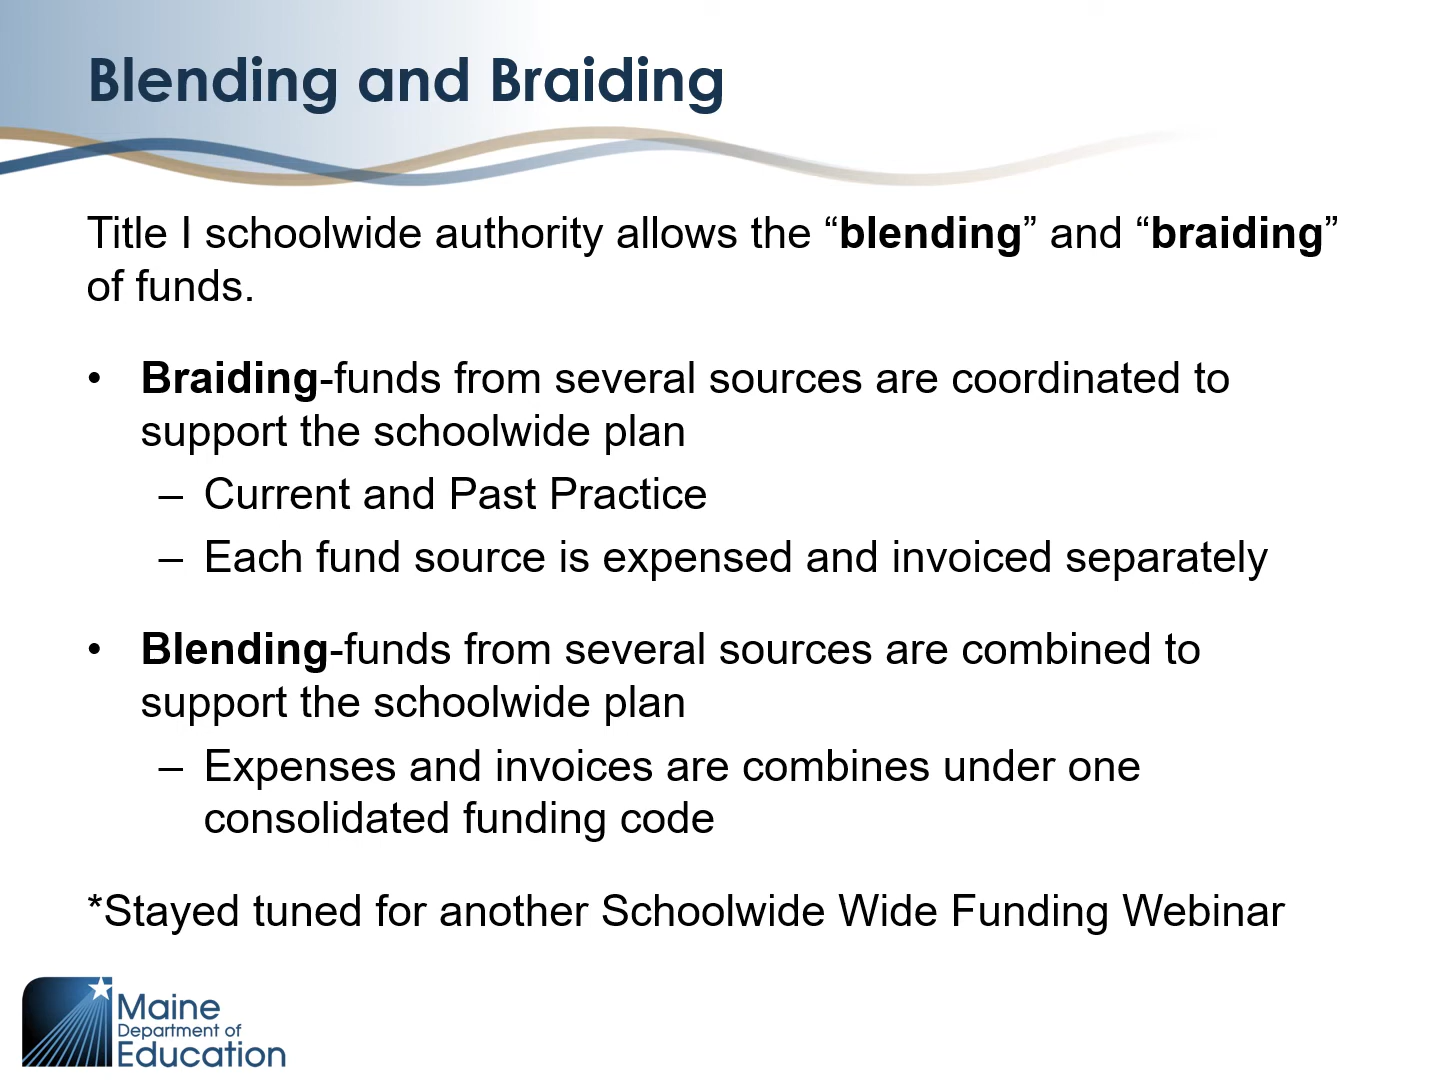 Blending and Braiding
Title I schoolwide authority allows the “blending” and “braiding”
of funds.
• Braiding-funds from several sources are coordinated to
support the schoolwide plan
– Current and Past Practice
– Each fund source is expensed and invoiced separately
• Blending-funds from several sources are combined to
support the schoolwide plan
– Expenses and invoices are combines under one
consolidated funding code
*Stayed tuned for another Schoolwide Wide Funding Webinar
Maine
Department of
Education